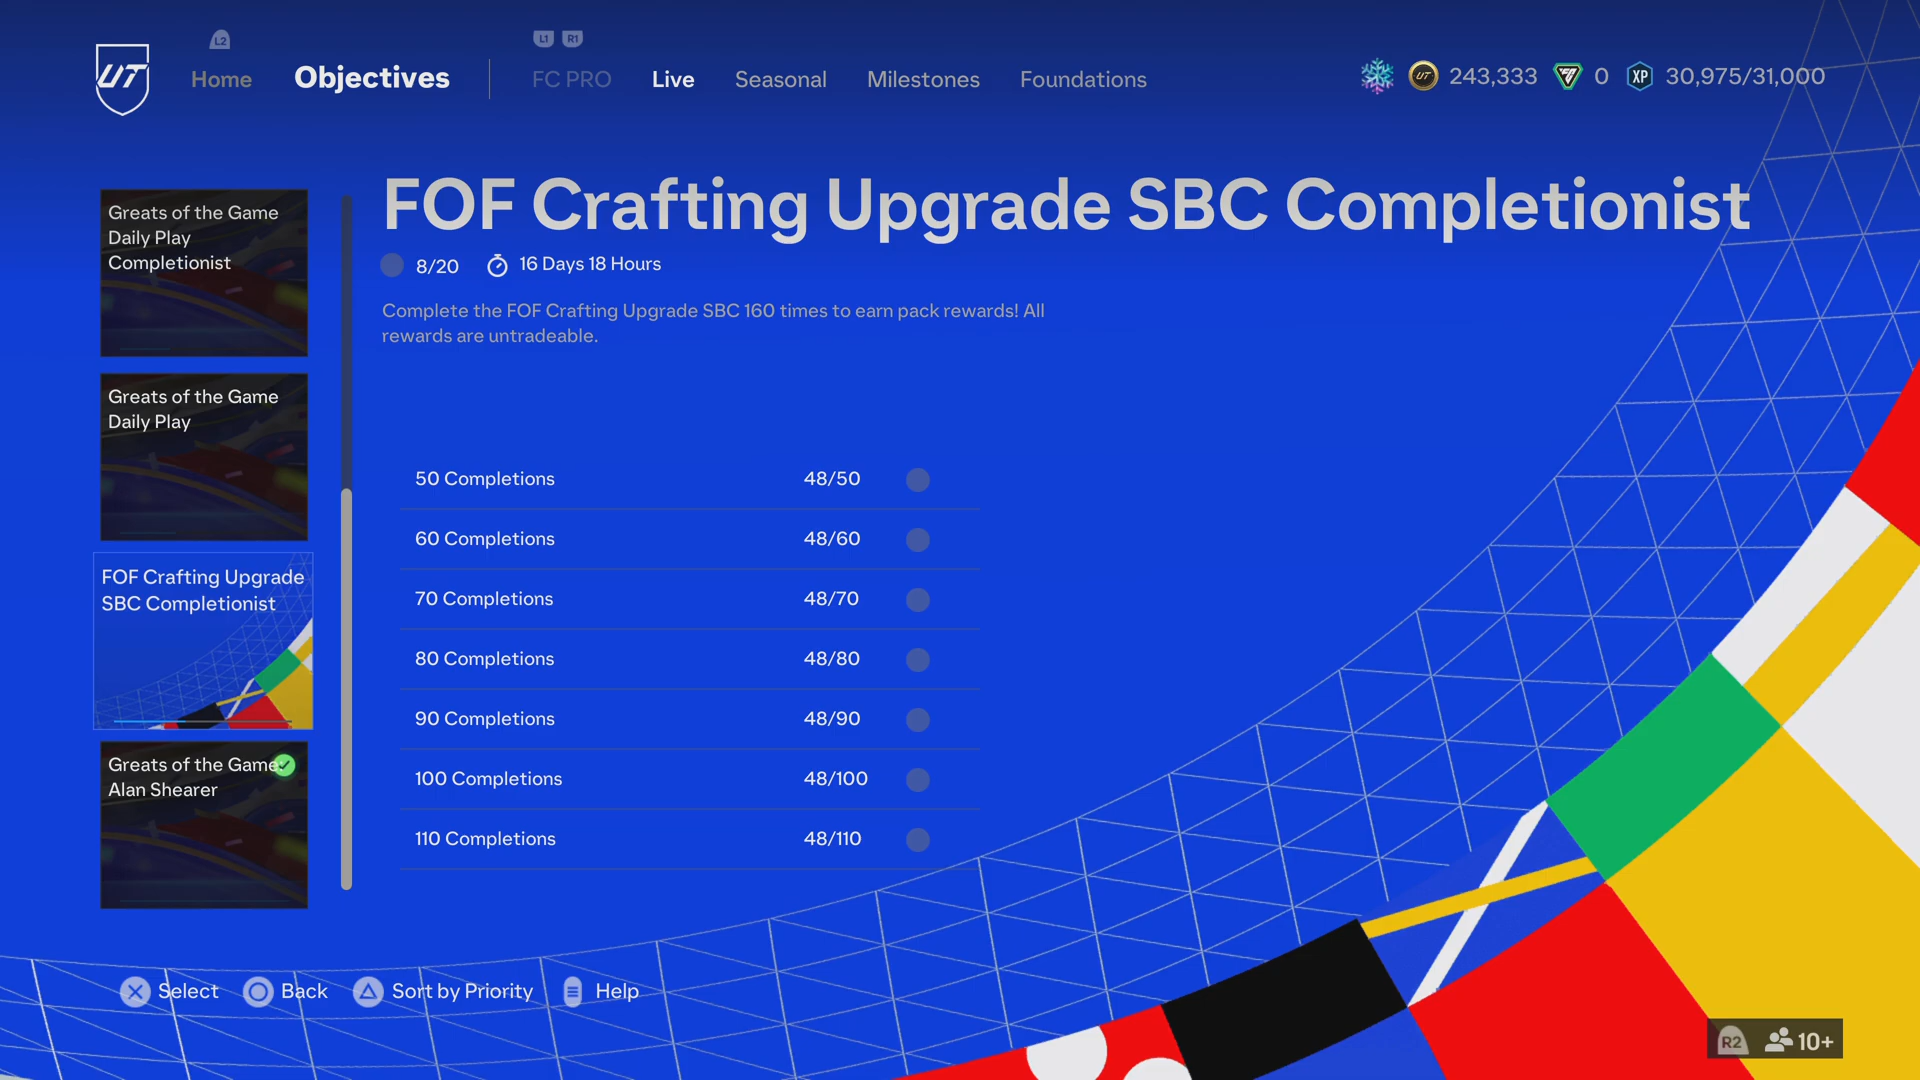 L2
L1 R1
UT
Home
Objectives
FC PRO
Live
Seasonal
Milestones
Foundations
UT
243,333
0
XP
30,975/31,000
Greats of the Game
Daily Play
Completionist
Greats of the Game
Daily Play
FOF Crafting Upgrade
SBC Completionist
Greats of the Game
Alan Shearer
FOF Crafting Upgrade SBC Completionist
8/20
16 Days 18 Hours
Complete the FOF Crafting Upgrade SBC 160 times to earn pack rewards! All
rewards are untradeable.
50 Completions 48/50
60 Completions 48/60
70 Completions 48/70
80 Completions 48/80
90 Completions 48/90
100 Completions 48/100
110 Completions 48/110
Select
Back
Sort by Priority
Help
R2
10+